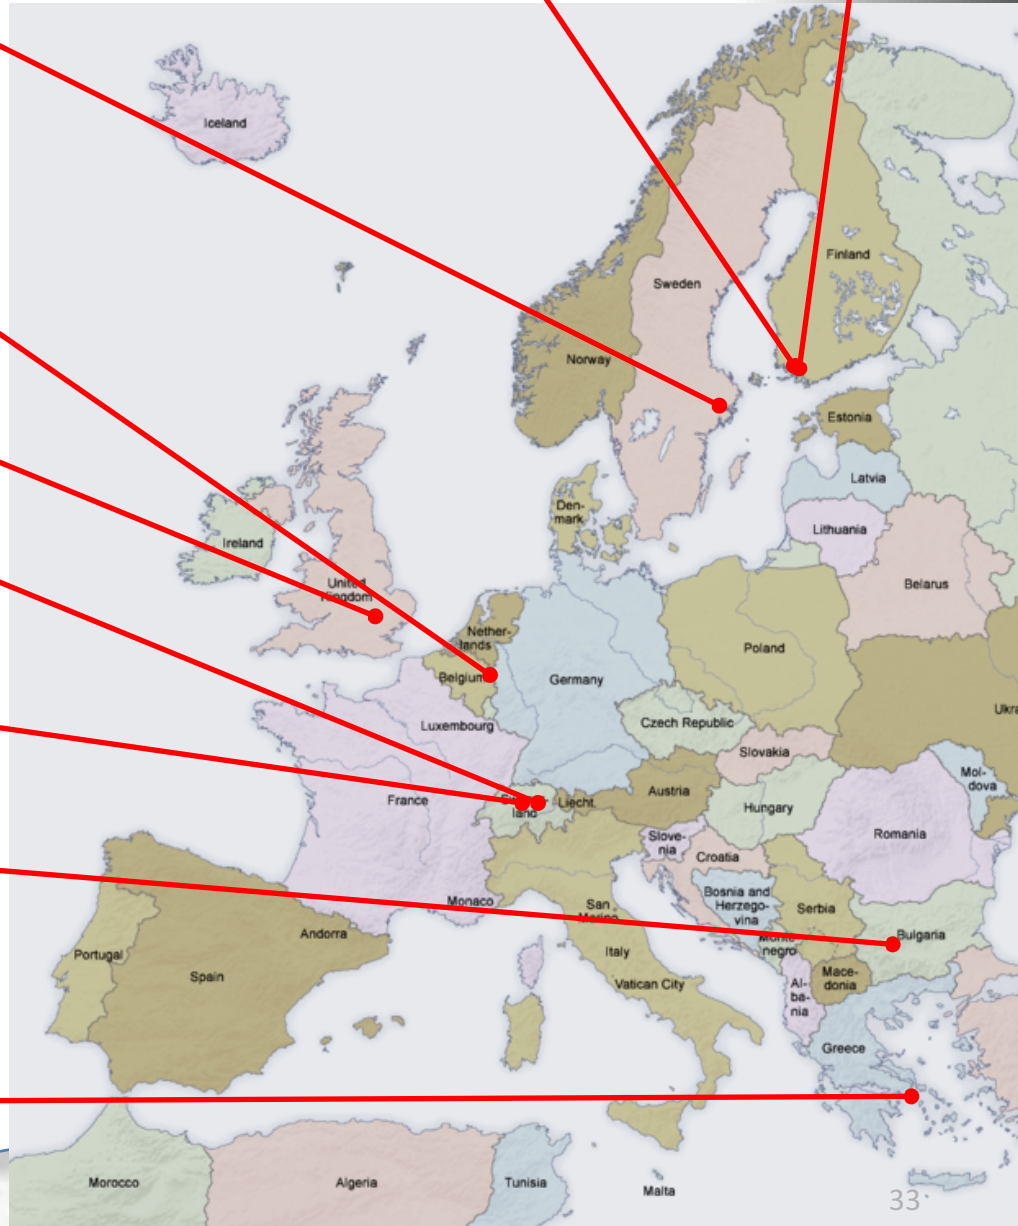 Iceland
Finland
Sweden
Norway
Estonia
Latvia
Den-
mark
Lithuania
Ireland
United
Kingdom
Belarus
Nether-
lands
Poland
Belgium
Germany
Ukra
Czech Republic
Luxembourg
Slovakia
Mol-
dova
Austria
France
Liecht.
land
Hungary
Romania
Slove-
nia
Croatia
Bosnia and
Herzego-
vina
Monaco
San
Marino
Serbia
Bulgaria
Andorra
Monte
negro
Portugal
Italy
Spain
Mace-
donia
Vatican City
Al-
ba-
nia
Greece
Morocco
Algeria
Tunisia
Malta
33